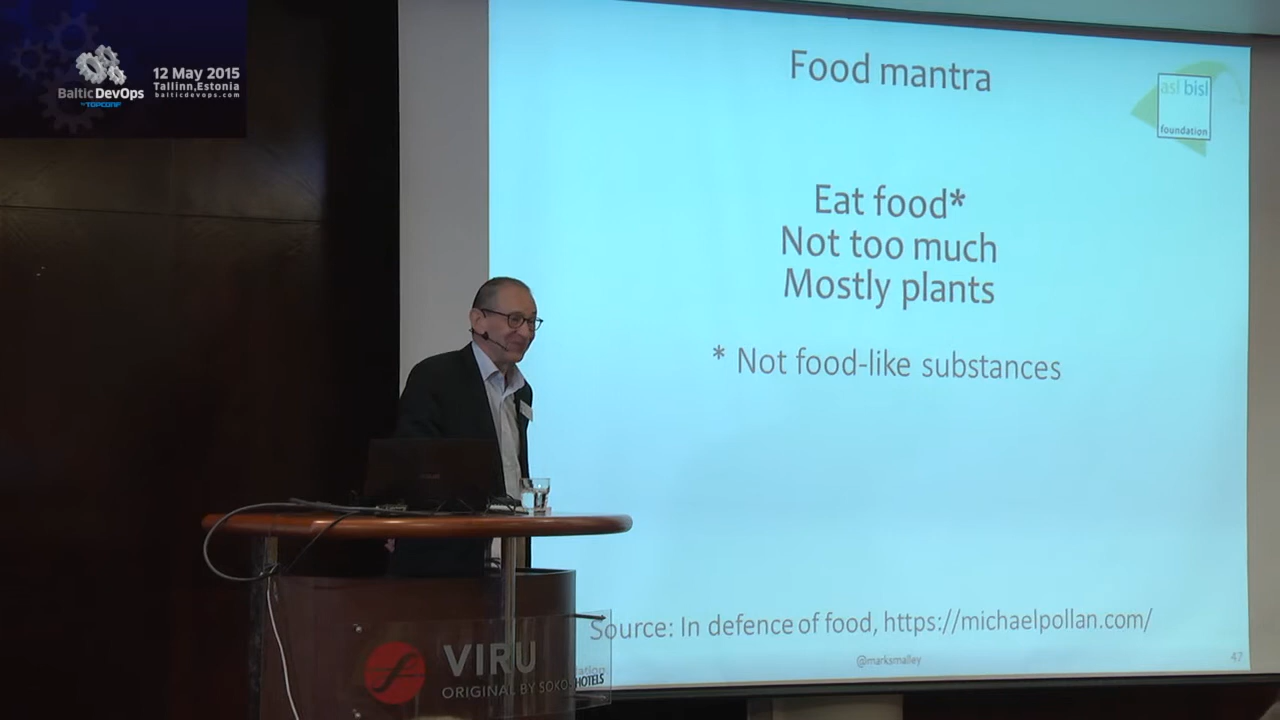 12 May 2015
Tallinn,Estonia
balticdevops.com
BalticDevOps
by TOPCONF
Food mantra
asl bisl
foundation
Eat food*
Not too much
Mostly plants
* Not food-like substances
Source: In defence of food, https://michaelpollan.com/
@marksmalley
47
VIRU
ORIGINAL BY SOKOS HOTELS